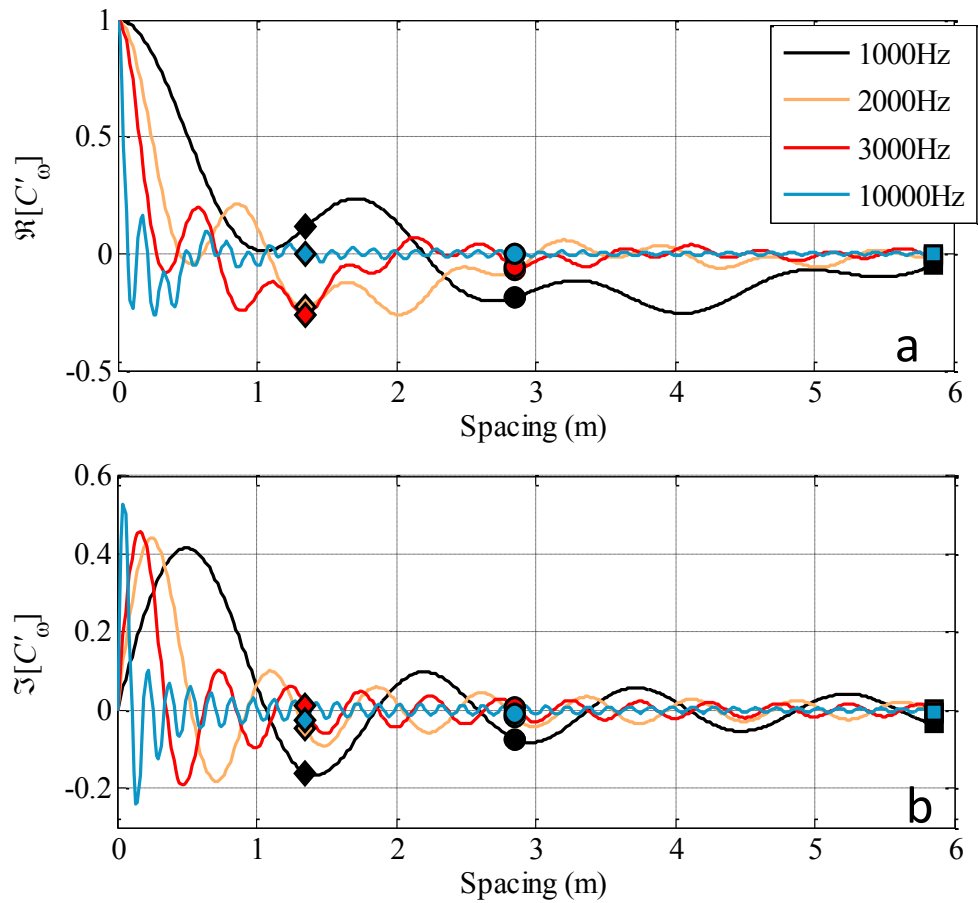 1
0.5
0
-0.5
ℜ[C′ω]
0 1 2 3 4 5 6
Spacing (m)
1000Hz
2000Hz
3000Hz
10000Hz
a
0.6
0.4
0.2
0
-0.2
ℑ[C′ω]
0 1 2 3 4 5 6
Spacing (m)
b